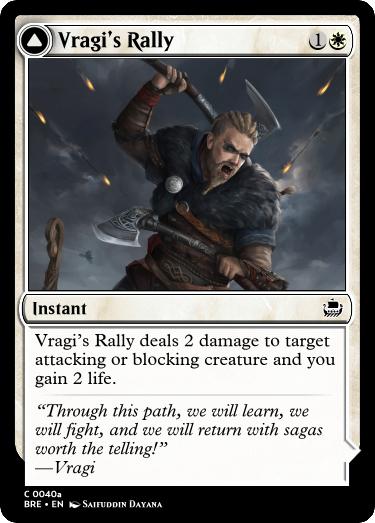 Vragi's Rally
1
Instant
Vragi's Rally deals 2 damage to target
attacking or blocking creature and you
gain 2 life.
“Through this path, we will learn, we
will fight, and we will return with sagas
worth the telling!”
—Vragi
C 0040a
BRE • EN Saifuddin Dayana